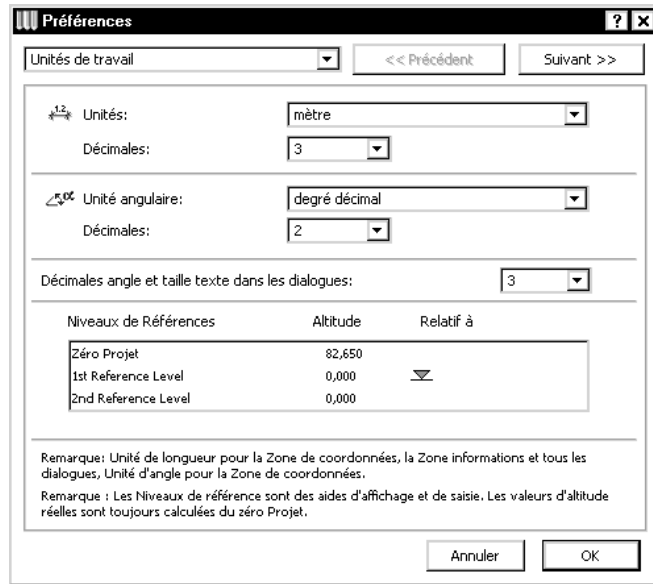 Préférences
Unités de travail
<< Précédent
Suivant >>
1.2
Unités:
mètre
Décimales:
3
α
Unité angulaire:
degré décimal
Décimales:
2
Décimales angle et taille texte dans les dialogues:
3
Niveaux de Références Altitude Relatif à
Zéro Projet 82,650
1st Reference Level 0,000
2nd Reference Level 0,000
Remarque: Unité de longueur pour la Zone de coordonnées, la Zone informations et tous les
dialogues, Unité d'angle pour la Zone de coordonnées.
Remarque : Les Niveaux de référence sont des aides d'affichage et de saisie. Les valeurs d'altitude
réelles sont toujours calculées du zéro Projet.
Annuler
OK